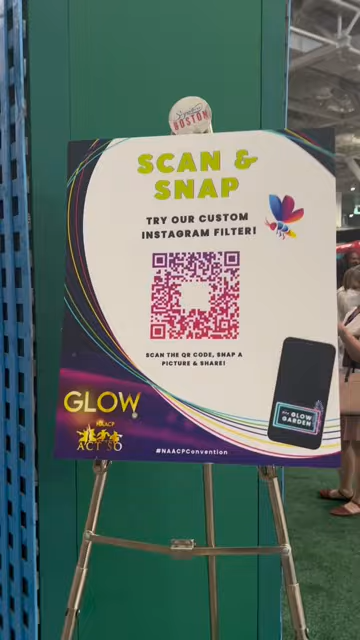 BOSTON
SCAN &
SNAP
TRY OUR CUSTOM
INSTAGRAM FILTER!
SCAN THE QR CODE, SNAP A
PICTURE & SHARE!
GLOW
NAACP
ACT SO
GLOW
GARDEN
#NAACPConvention